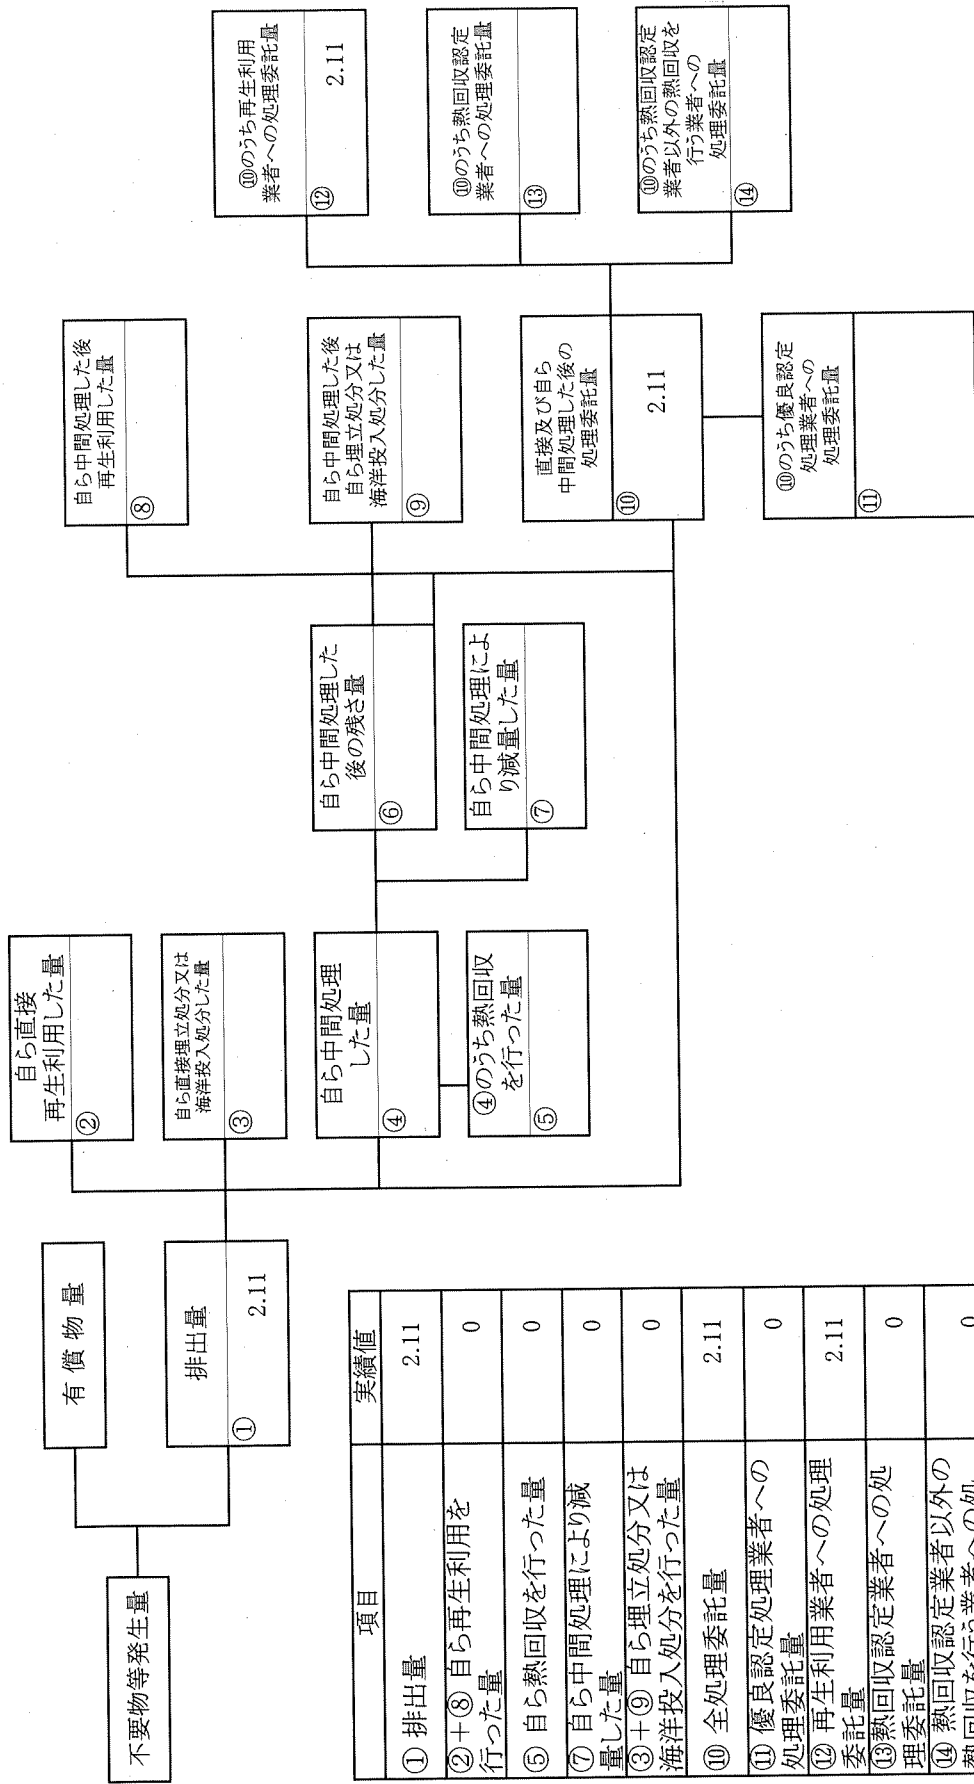 不要物等発生量
有償物量
排出量
①
2.11
自ら直接
再生利用した量
②
自ら直接埋立処分又は
海洋投入処分した量
③
自ら中間処理
した量
④
④のうち熱回収
を行った量
⑤
自ら中間処理した
後の残さ量
⑥
自ら中間処理によ
り減量した量
⑦
自ら中間処理した後
再生利用した量
⑧
自ら中間処理した後
自ら埋立処分又は
海洋投入処分した量
⑨
直接及び自ら
中間処理した後の
処理委託量
⑩
2.11
⑩のうち優良認定
処理業者への
処理委託量
⑪
⑩のうち再生利用
業者への処理委託量
⑫
2.11
⑩のうち熱回収認定
業者への処理委託量
⑬
⑩のうち熱回収認定
業者以外の熱回収を
行う業者への
処理委託量
⑭
項目 実績値
①排出量 2.11
②+⑧ 自ら再生利用を
行った量 0
⑤ 自ら熱回収を行った量 0
⑦ 自ら中間処理により減
量した量 0
③+⑨ 自ら埋立処分又は
海洋投入処分を行った量 0
⑩ 全処理委託量 2.11
⑪ 優良認定処理業者への
処理委託量 0
⑫ 再生利用業者への処理
委託量 2.11
⑬熱回収認定業者への処
理委託量 0
⑭ 熱回収認定業者以外の
熱回収を行う業者への処 0